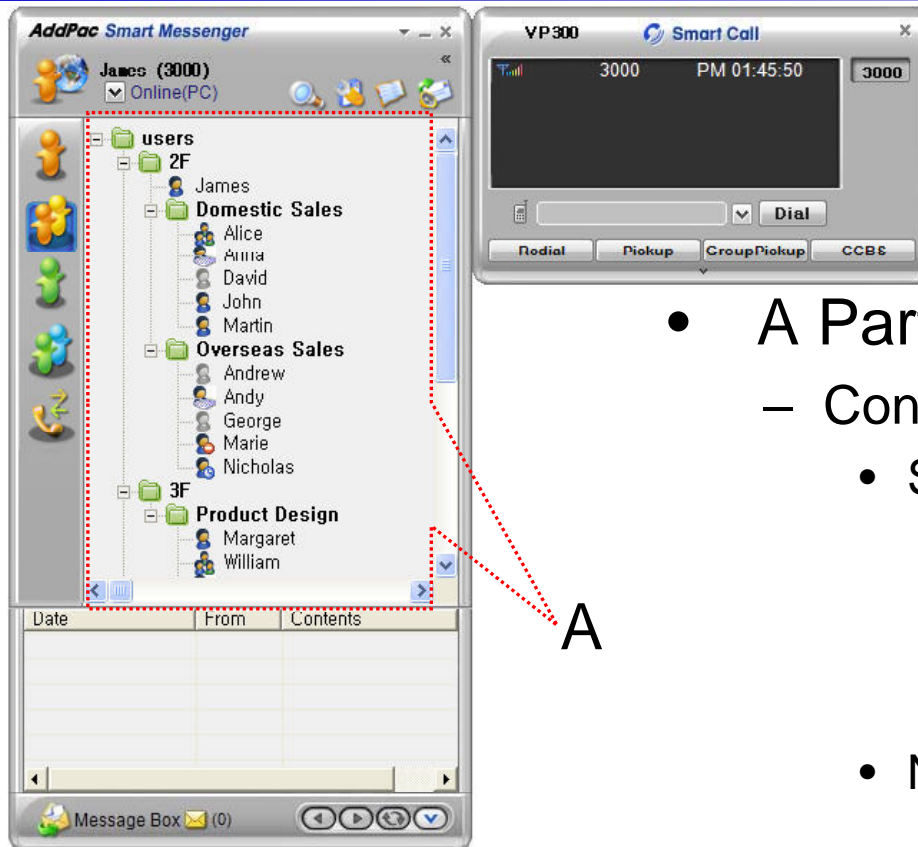 AddPac Smart Messenger
James (3000)
Online(PC)
users
2F
James
Domestic Sales
Alice
Anna
David
John
Martin
Overseas Sales
Andrew
Andy
George
Marie
Nicholas
3F
Product Design
Margaret
William
Date From Contents
Message Box (0)
VP300 Smart Call
3000 PM 01:45:50 3000
Dial
Redial Pickup GroupPickup CCBS
A
• A Par
– Con
• S
• N